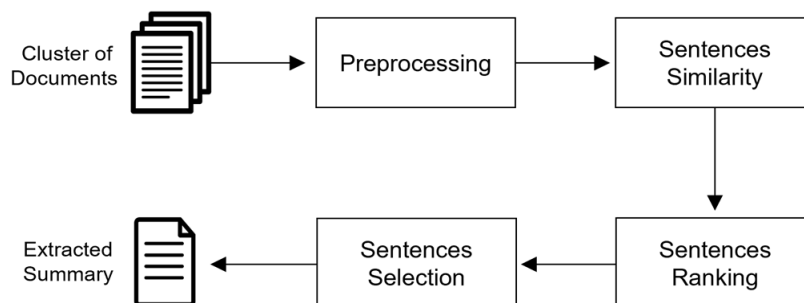 Cluster of
Documents
Preprocessing
Sentences
Similarity
Extracted
Summary
Sentences
Selection
Sentences
Ranking